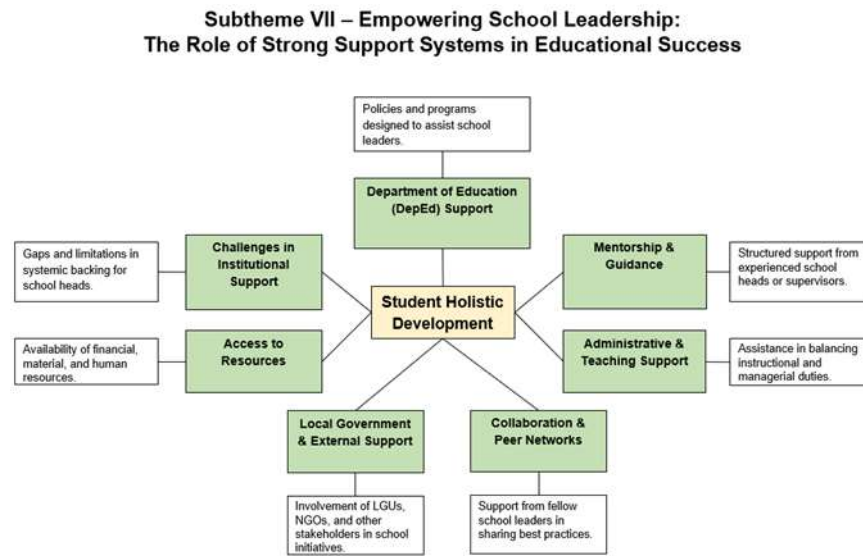 Subtheme VII – Empowering School Leadership:
The Role of Strong Support Systems in Educational Success
Policies and programs
designed to assist school
leaders.
Department of Education
(DepEd) Support
Gaps and limitations in
systemic backing for
school heads.
Challenges in
Institutional
Support
Mentorship &
Guidance
Structured support from
experienced school
heads or supervisors.
Student Holistic
Development
Availability of financial,
material, and human
resources.
Access to
Resources
Administrative &
Teaching Support
Assistance in balancing
instructional and
managerial duties.
Local Government
& External Support
Collaboration &
Peer Networks
Involvement of LGUs,
NGOs, and other
stakeholders in school
initiatives.
Support from fellow
school leaders in
sharing best practices.